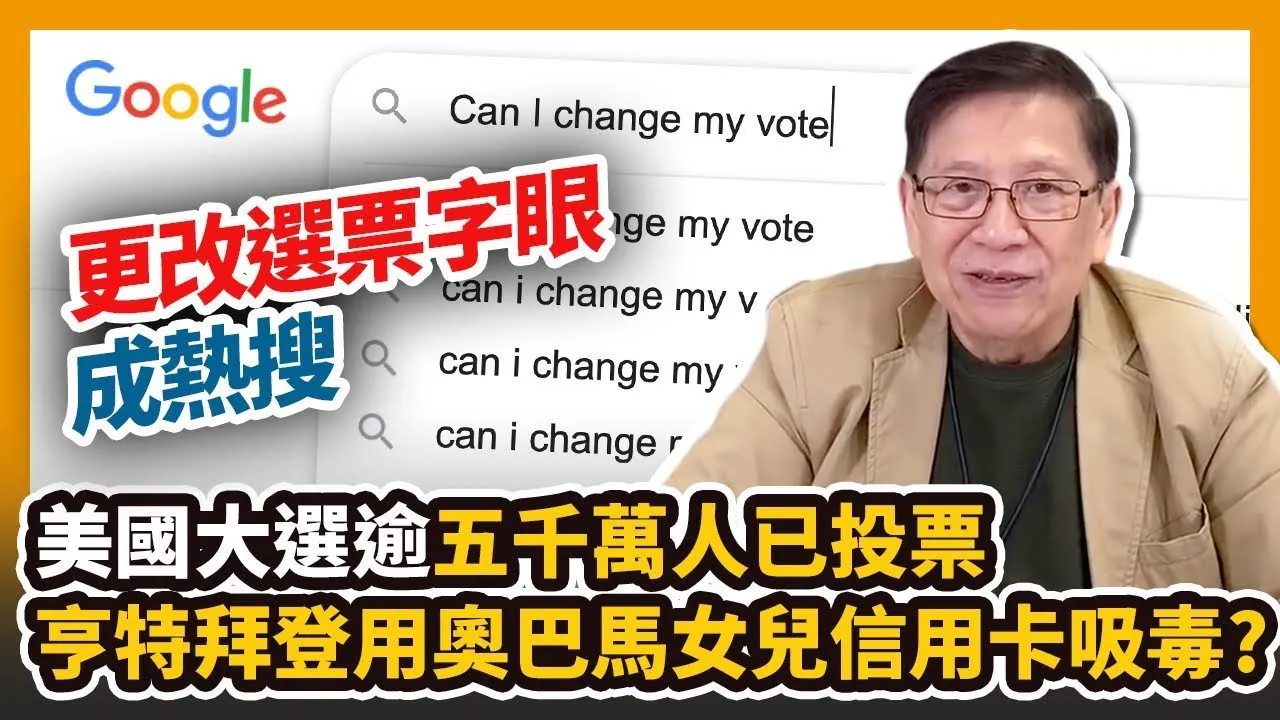 Google
Can I change my vote
nge my vote
can i change my v
can i change my
can i change
更改選票字眼
成熱搜
美國大選逾五千萬人已投票
亨特拜登用奧巴馬女兒信用卡吸毒?